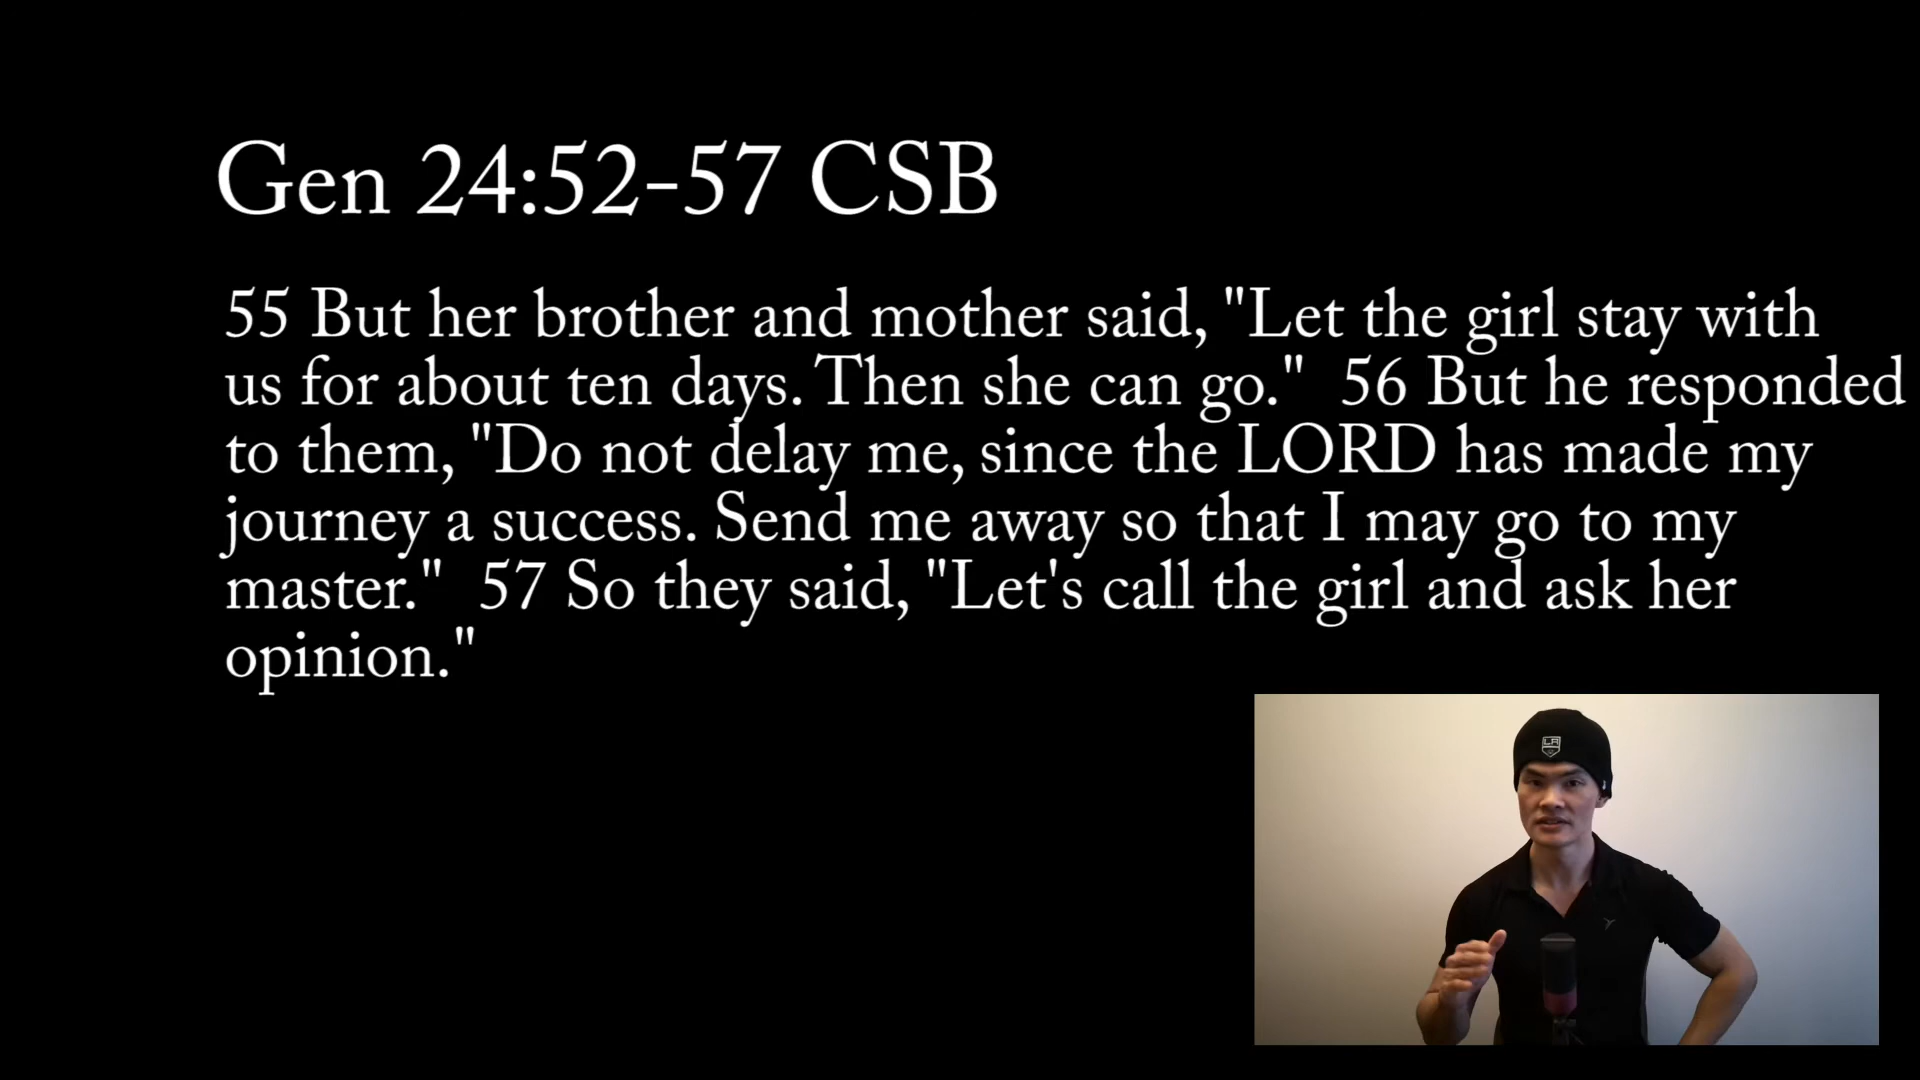 Gen 24:52-57 CSB
55 But her brother and mother said, "Let the girl stay with
us for about ten days. Then she can go."  56 But he responded
to them, "Do not delay me, since the LORD has made my
journey a success. Send me away so that I may go to my
master."  57 So they said, "Let's call the girl and ask her
opinion."
LA